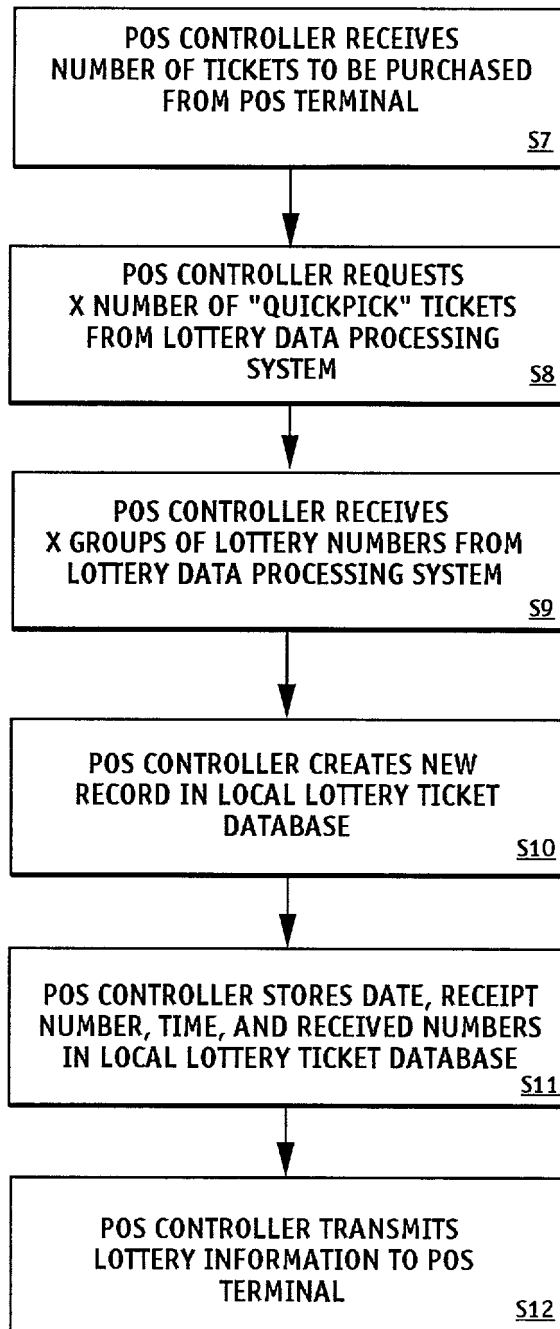 POS CONTROLLER RECEIVES
NUMBER OF TICKETS TO BE PURCHASED
FROM POS TERMINAL
S7
POS CONTROLLER REQUESTS
X NUMBER OF "QUICKPICK" TICKETS
FROM LOTTERY DATA PROCESSING
SYSTEM
S8
POS CONTROLLER RECEIVES
X GROUPS OF LOTTERY NUMBERS FROM
LOTTERY DATA PROCESSING SYSTEM
S9
POS CONTROLLER CREATES NEW
RECORD IN LOCAL LOTTERY TICKET
DATABASE
S10
POS CONTROLLER STORES DATE, RECEIPT
NUMBER, TIME, AND RECEIVED NUMBERS
IN LOCAL LOTTERY TICKET DATABASE
S11
POS CONTROLLER TRANSMITS
LOTTERY INFORMATION TO POS
TERMINAL
S12